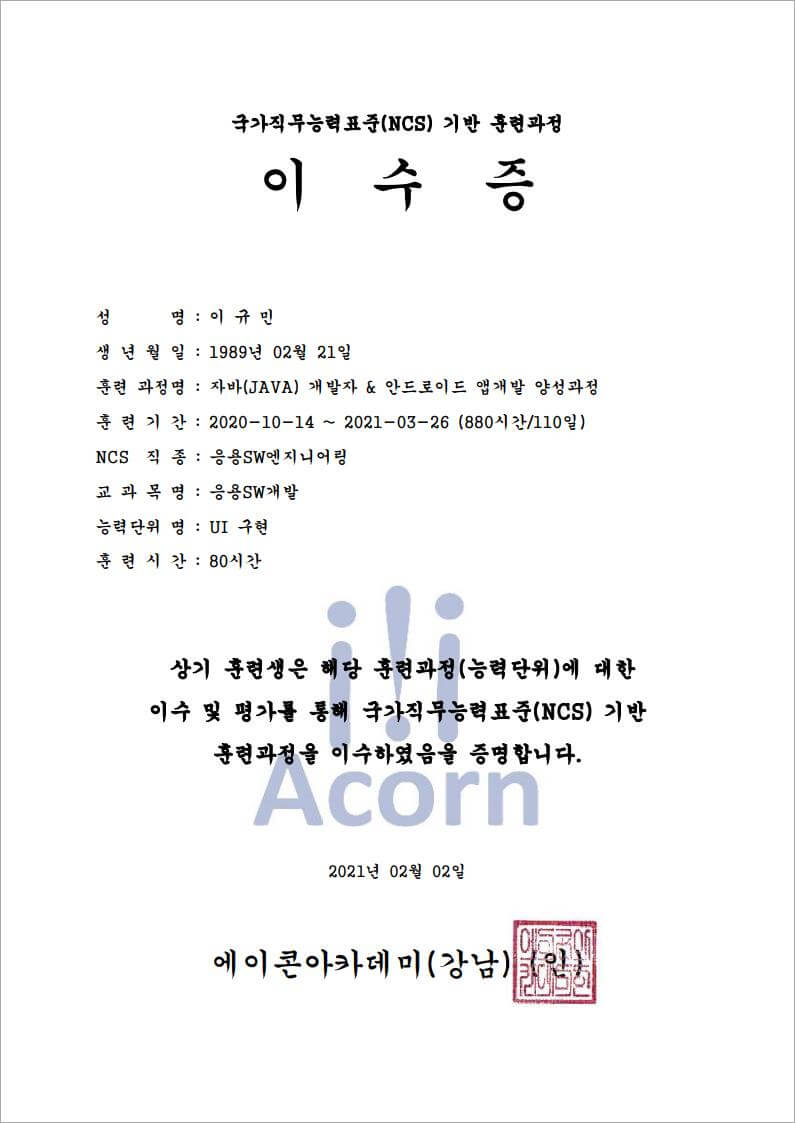 국가직무능력표준(NCS) 기반 훈련과정
이 수 증
성 명 : 이 규 민
생 년 월 일 : 1989년 02월 21일
훈련 과정명 : 자바(JAVA) 개발자 & 안드로이드 앱개발 양성과정
훈 련 기 간 : 2020-10-14 ~ 2021-03-26 (880시간/110일)
NCS 직 종 : 응용SW엔지니어링
교 과 목 명 : 응용SW개발
능력단위 명 : UI 구현
훈 련 시 간 : 80시간
상기 훈련생은 해당 훈련과정(능력단위)에 대한
이수 및 평가를 통해 국가직무능력표준(NCS) 기반
훈련과정을 이수하였음을 증명합니다.
Acorn
2021년 02월 02일
에이콘아카데미(강남) (인)